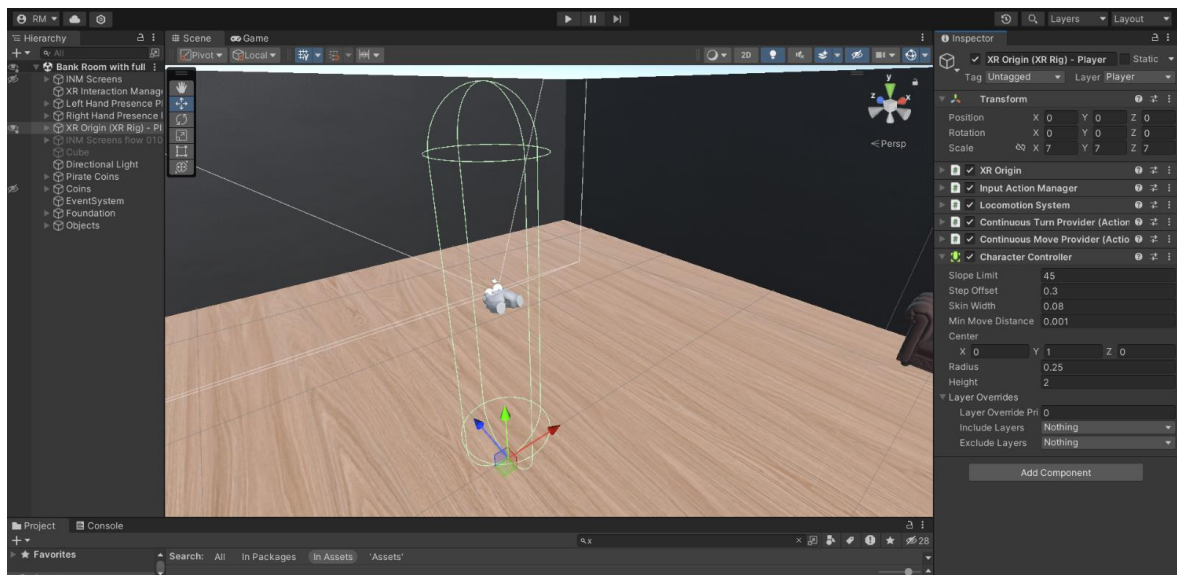 RM
Layers Layout
Hierarchy
All
Bank Room with full
INM Screens
XR Interaction Manag
Left Hand Presence P
Right Hand Presence
XR Origin (XR Rig) - Pl
INM Screens flow 010
Cube
Directional Light
Pirate Coins
Coins
EventSystem
Foundation
Objects
Scene Game
Pivot Local 2D
y
z x
Persp
Inspector
XR Origin (XR Rig) - Player Static
Tag Untagged Layer Player
Transform
Position X 0 Y 0 Z 0
Rotation X 0 Y 0 Z 0
Scale X 7 Y 7 Z 7
XR Origin
Input Action Manager
Locomotion System
Continuous Turn Provider (Action
Continuous Move Provider (Actio
Character Controller
Slope Limit 45
Step Offset 0.3
Skin Width 0.08
Min Move Distance 0.001
Center
X 0 Y 1 Z 0
Radius 0.25
Height 2
Layer Overrides
Layer Override Pri 0
Include Layers Nothing
Exclude Layers Nothing
Add Component
Project Console
x 28
Favorites
Search: All In Packages In Assets 'Assets'